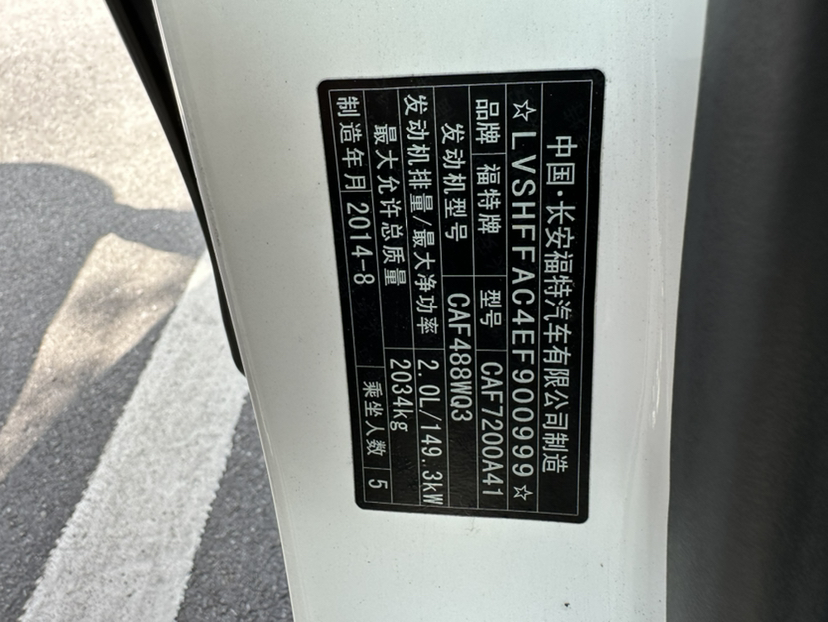 中国·长安福特汽车有限公司制造
☆LVSHFFAC4EF900999☆
品牌 福特牌 型号 CAF7200A41
发动机型号 CAF488WQ3
发动机排量/最大净功率 2.0L/149.3kW
最大允许总质量 2034kg
制造年月 2014-8 乘坐人数 5